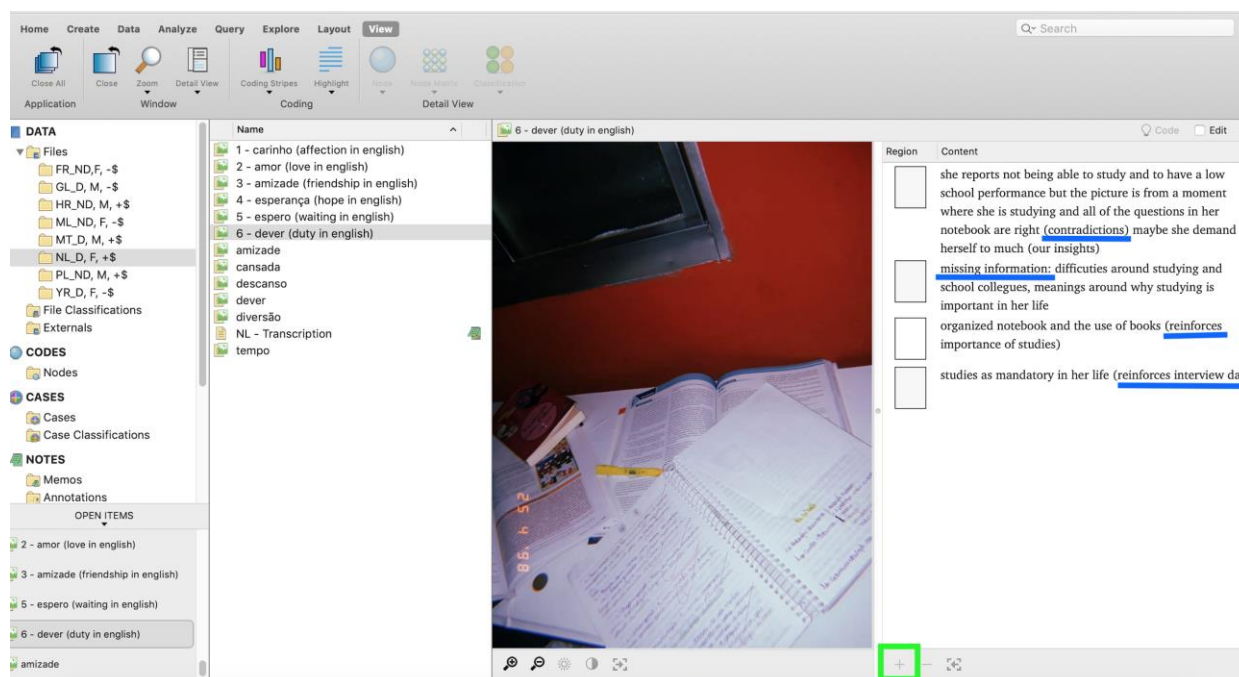 Home Create Data Analyze Query Explore Layout View
Search
Close All Close Zoom Detail View Coding Stripes Highlight Node Node Matrix Classification
Application Window Coding Detail View
DATA
Files
FR_ND,F, -$
GL_D, M, -$
HR_ND, M, +$
ML_ND, F, -$
MT_D, M, +$
NL_D, F, +$
PL_ND, M, +$
YR_D, F, -$
File Classifications
Externals
CODES
Nodes
CASES
Cases
Case Classifications
NOTES
Memos
Annotations
OPEN ITEMS
2 - amor (love in english)
3 - amizade (friendship in english)
5 - espero (waiting in english)
6 - dever (duty in english)
amizade
Name
1 - carinho (affection in english)
2 - amor (love in english)
3 - amizade (friendship in english)
4 - esperança (hope in english)
5 - espero (waiting in english)
6 - dever (duty in english)
amizade
cansada
descanso
dever
diversão
NL - Transcription
tempo
6 - dever (duty in english)
Code Edit
25 4 '98
Region Content
she reports not being able to study and to have a low
school performance but the picture is from a moment
where she is studying and all of the questions in her
notebook are right (contradictions) maybe she demand
herself to much (our insights)
missing information: difficuties around studying and
school collegues, meanings around why studying is
important in her life
organized notebook and the use of books (reinforces
importance of studies)
studies as mandatory in her life (reinforces interview da